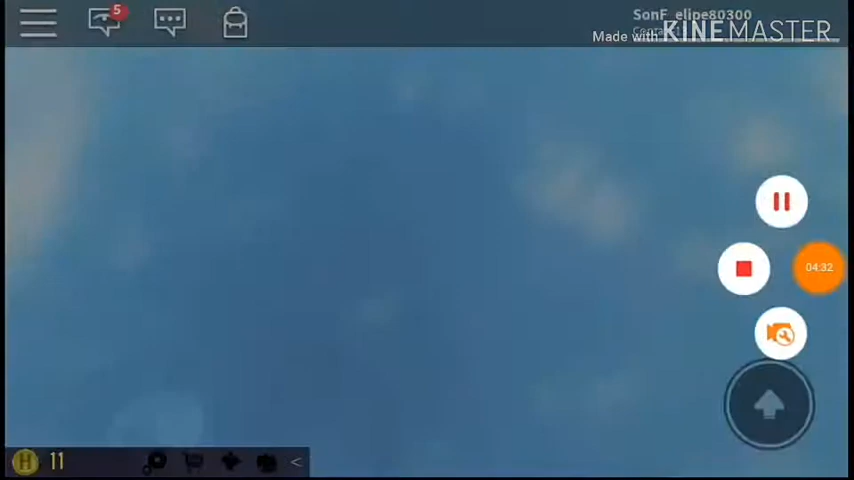 5
SonF_elipe80300
Made with KINEMASTER
04:32
H 11 <